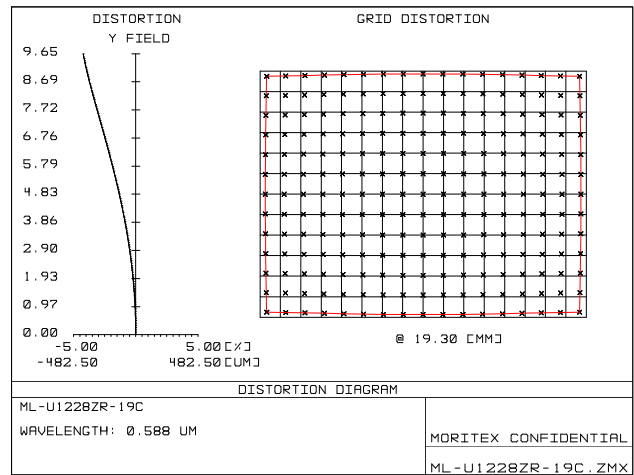 DISTORTION
Y FIELD
9.65
8.69
7.72
6.76
5.79
4.83
3.86
2.90
1.93
0.97
0.00
-5.00 5.00[%]
-482.50 482.50[UM]
GRID DISTORTION
@ 19.30 [MM]
DISTORTION DIAGRAM
ML-U1228ZR-19C
WAVELENGTH: 0.588 UM
MORITEX CONFIDENTIAL
ML-U1228ZR-19C.ZMX